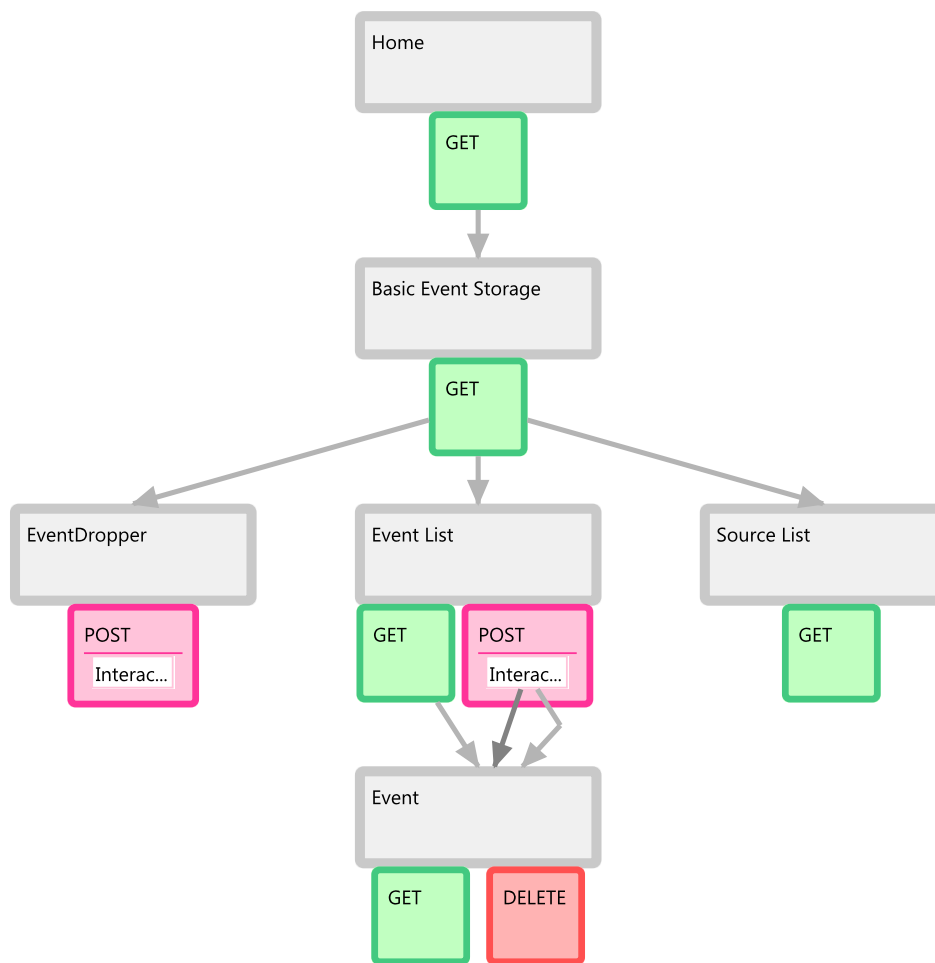 Home
GET
Basic Event Storage
GET
EventDropper
Event List
Source List
POST
Interac...
GET
POST
Interac...
GET
Event
GET
DELETE